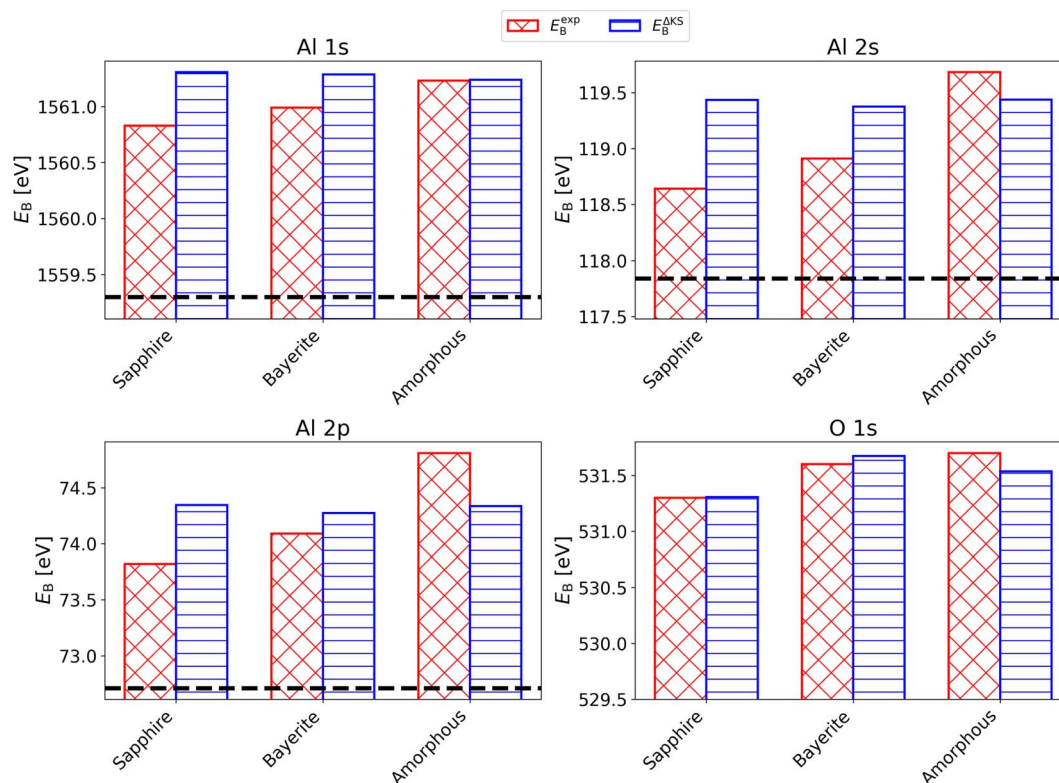 E_B^exp E_B^ΔKS
Al 1s
E_B [eV]
1561.0
1560.5
1560.0
1559.5
Sapphire
Bayerite
Amorphous
Al 2s
E_B [eV]
119.5
119.0
118.5
118.0
117.5
Sapphire
Bayerite
Amorphous
Al 2p
E_B [eV]
74.5
74.0
73.5
73.0
Sapphire
Bayerite
Amorphous
O 1s
E_B [eV]
531.5
531.0
530.5
530.0
529.5
Sapphire
Bayerite
Amorphous